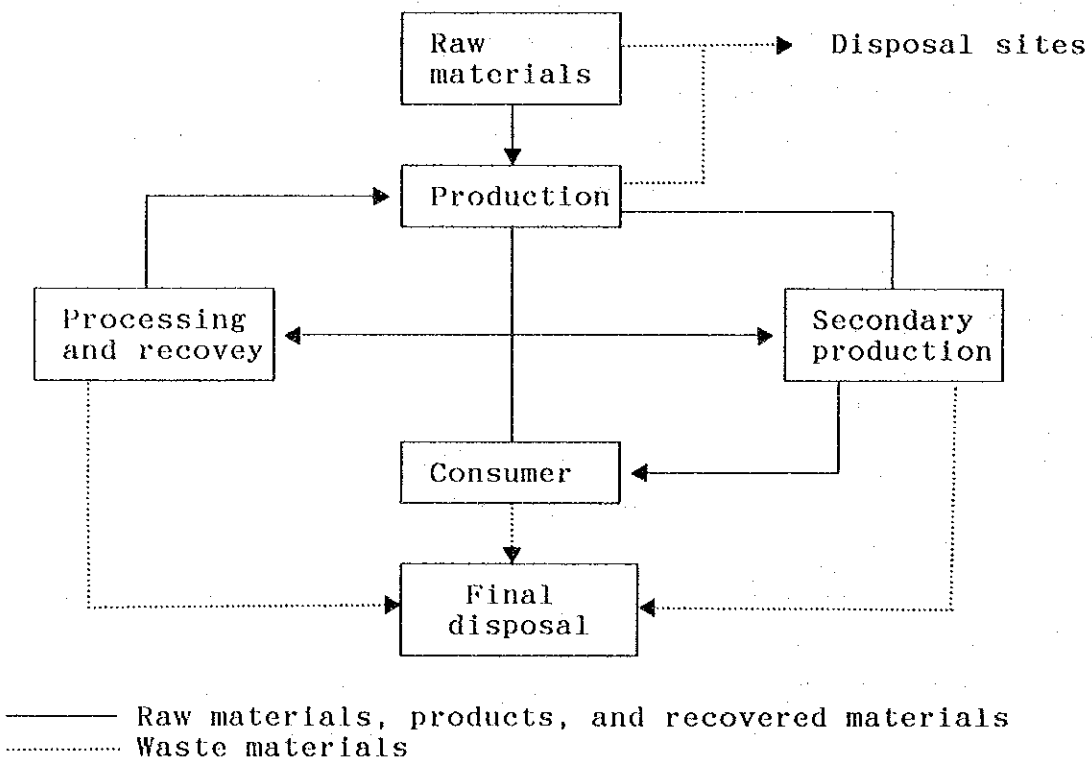 Raw
materials
Disposal sites
Production
Processing
and recovey
Secondary
production
Consumer
Final
disposal
Raw materials, products, and recovered materials
Waste materials